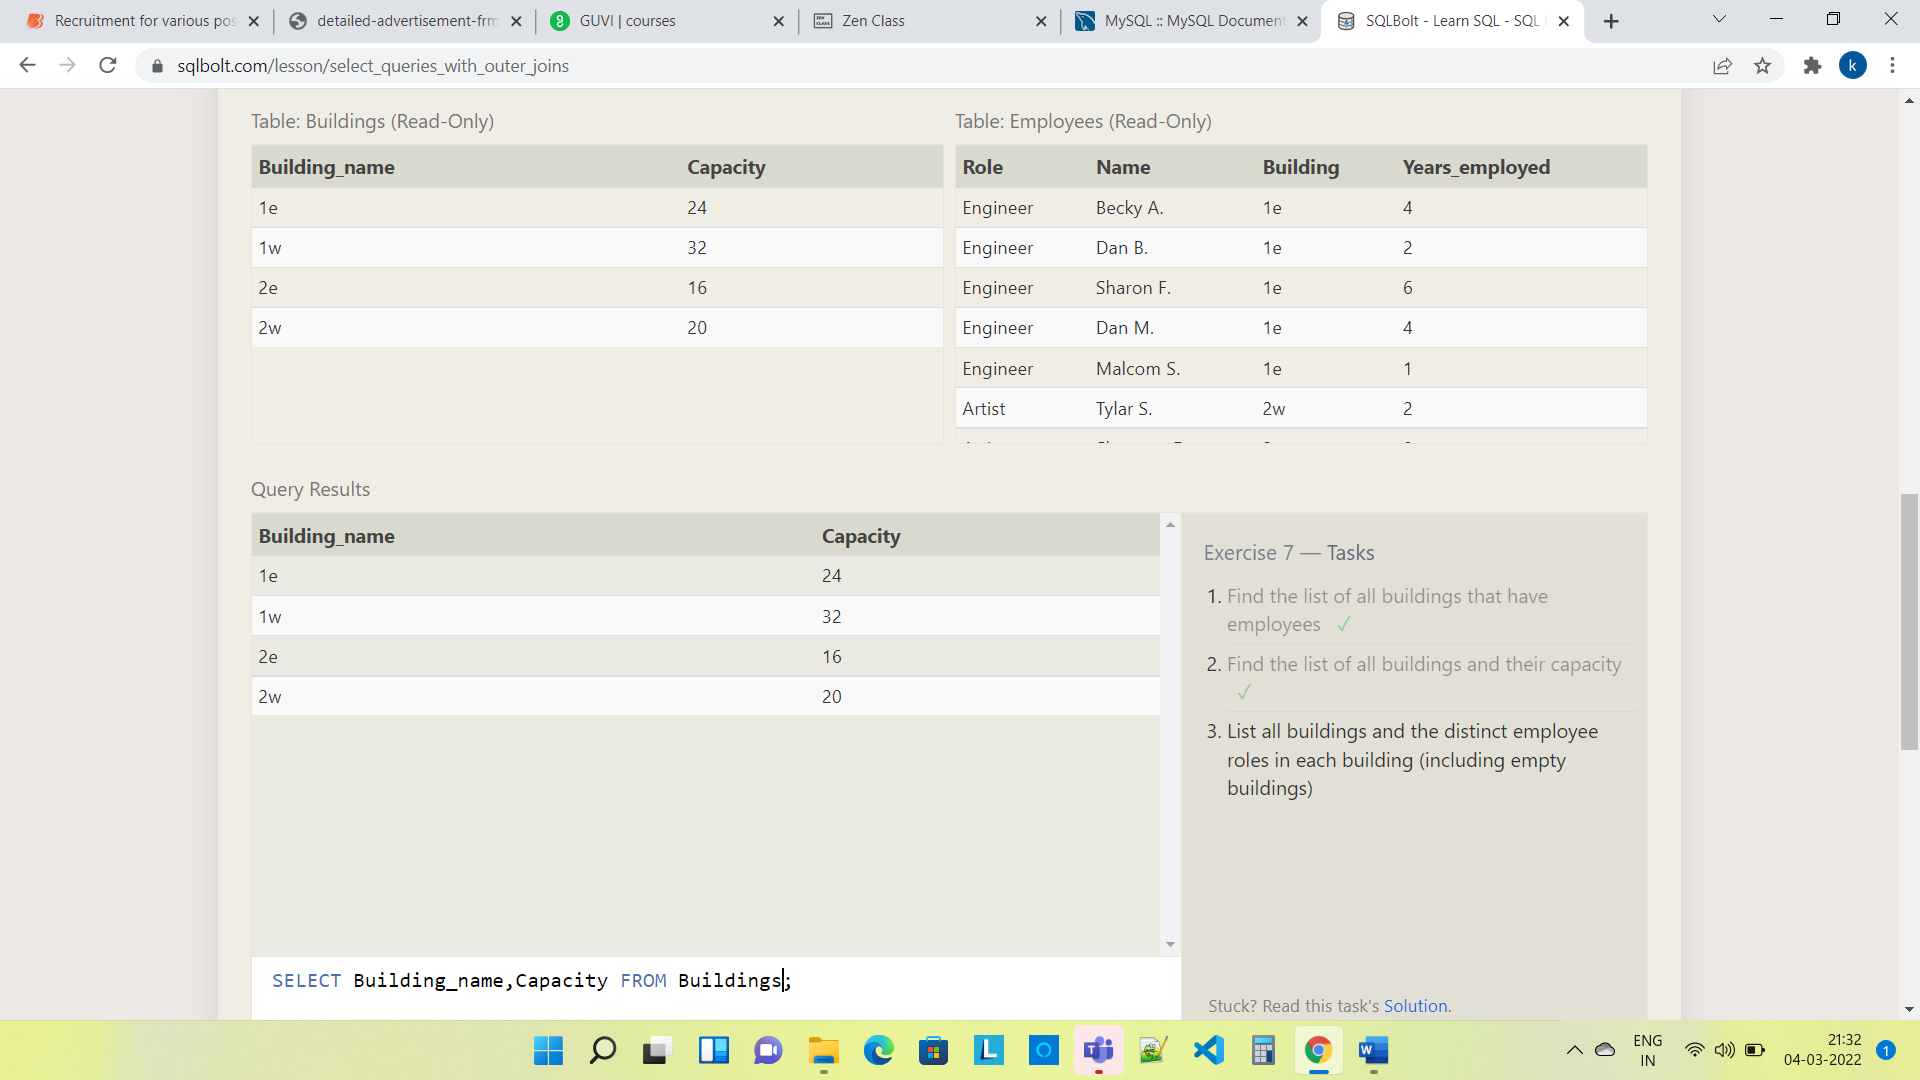 Recruitment for various pos
detailed-advertisement-frm
GUVI | courses
Zen Class
MySQL :: MySQL Document
SQLBolt - Learn SQL - SQL
sqlbolt.com/lesson/select_queries_with_outer_joins
k
Table: Buildings (Read-Only)
Building_name Capacity
1e 24
1w 32
2e 16
2w 20
Table: Employees (Read-Only)
Role Name Building Years_employed
Engineer Becky A. 1e 4
Engineer Dan B. 1e 2
Engineer Sharon F. 1e 6
Engineer Dan M. 1e 4
Engineer Malcom S. 1e 1
Artist Tylar S. 2w 2
Query Results
Building_name Capacity
1e 24
1w 32
2e 16
2w 20
Exercise 7 — Tasks
1. Find the list of all buildings that have
employees ✓
2. Find the list of all buildings and their capacity
✓
3. List all buildings and the distinct employee
roles in each building (including empty
buildings)
SELECT Building_name,Capacity FROM Buildings;
Stuck? Read this task's Solution.
ENG
IN
21:32
04-03-2022
1